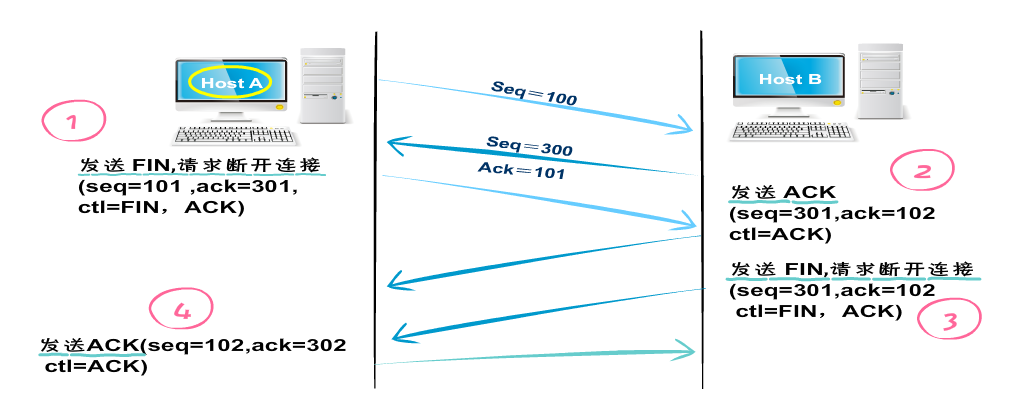 Host A
Host B
Seq=100
1
Seq=300
Ack=101
发送 FIN,请求断开连接
(seq=101 ,ack=301,
ctl=FIN，ACK)
2
发送 ACK
(seq=301,ack=102
ctl=ACK)
发送 FIN,请求断开连接
(seq=301,ack=102
ctl=FIN，ACK)
3
4
发送ACK(seq=102,ack=302
ctl=ACK)